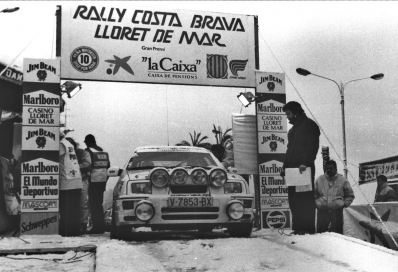 RALLY COSTA BRAVA
LLORET DE MAR
Gran Premi
10
"la Caixa"
CAIXA DE PENSIONS
JIM BEAM
Marlboro
CASINO
LLORET
DE MAR
JIM BEAM
Marlboro
El Mundo
Deportivo
Schweppes
JIM BEAM
Marlboro
CASINO
LLORET
DE MAR
JIM BEAM
Marlboro
El Mundo
Deportivo
PEPSI
V-7853-BX